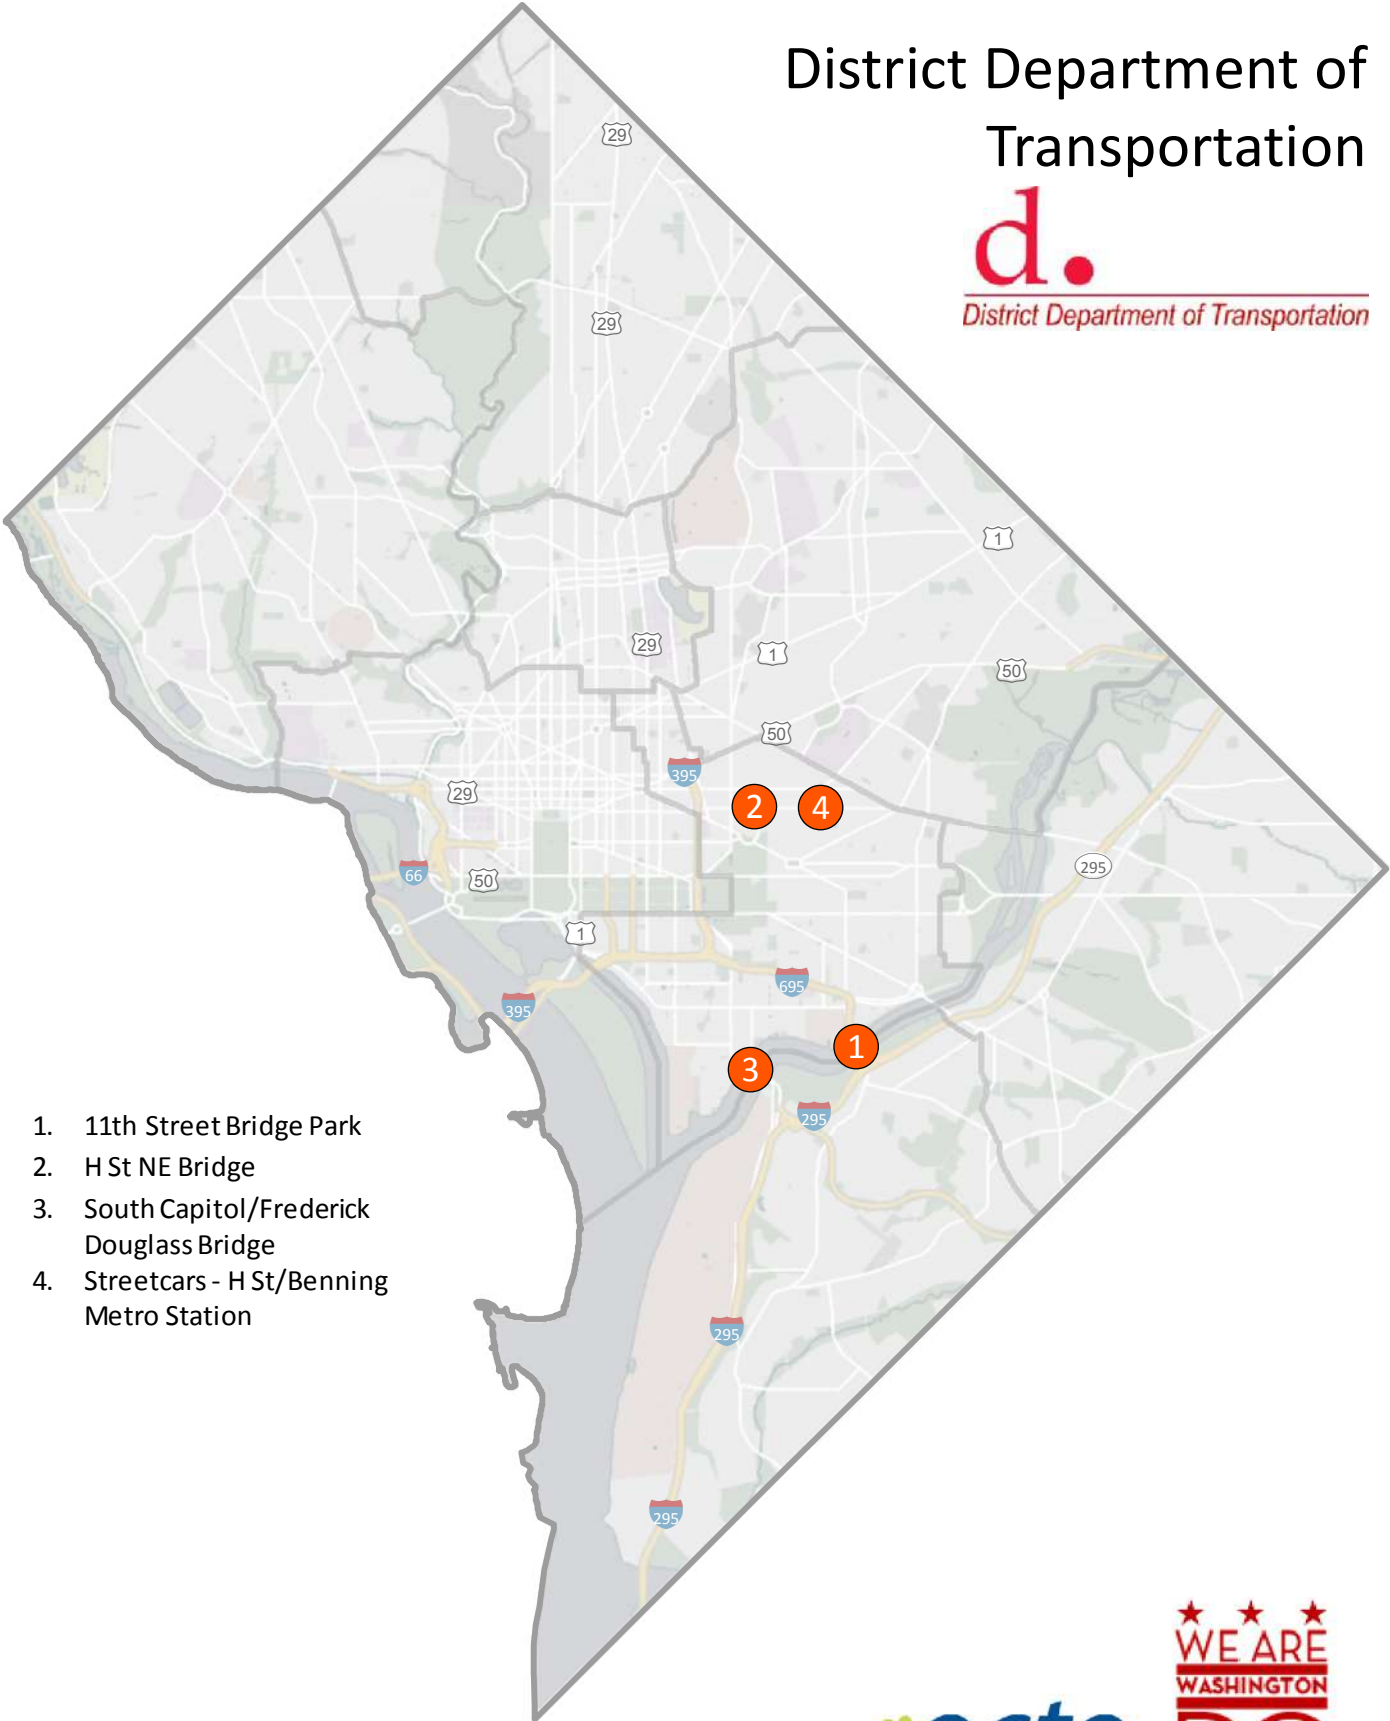 District Department of
Transportation
d.
District Department of Transportation
29
29
1
29
1
50
50
395
29
2
4
295
66
50
1
695
395
1
3
295
1. 11th Street Bridge Park
2. H St NE Bridge
3. South Capitol/Frederick
Douglass Bridge
4. Streetcars - H St/Benning
Metro Station
295
295
WE ARE
WASHINGTON